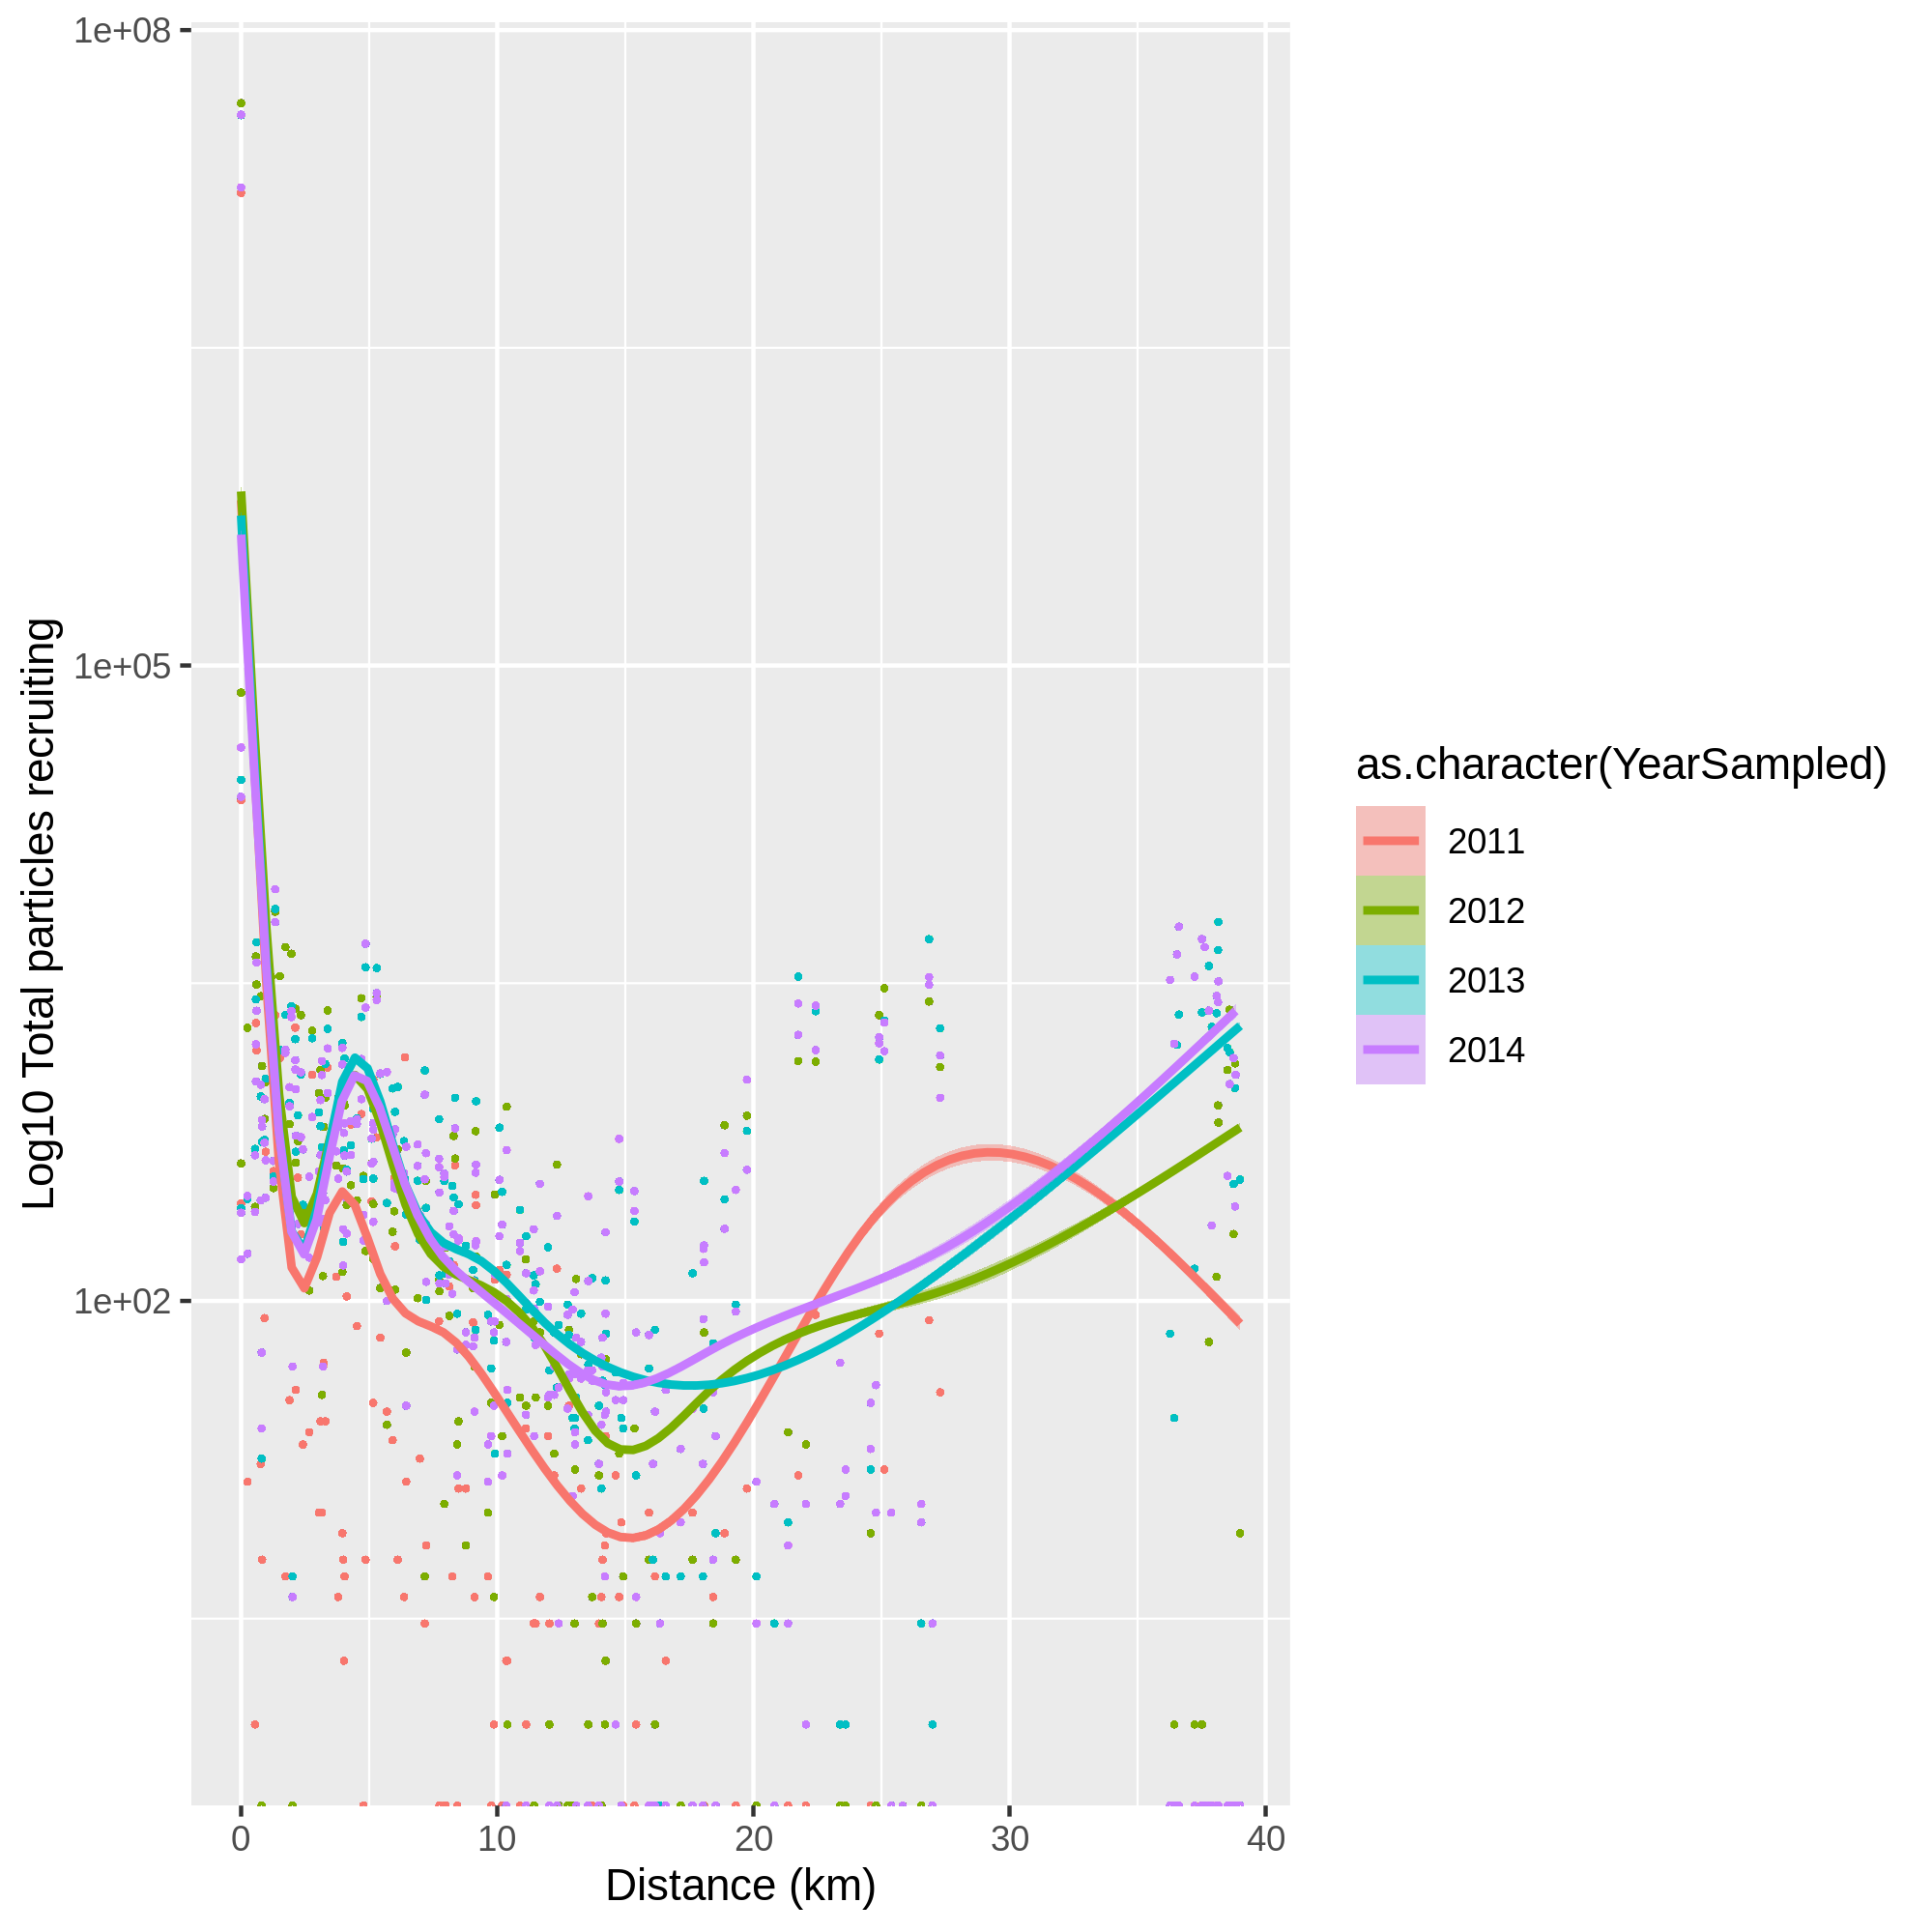 1e+08
1e+05
1e+02
Log10 Total particles recruiting
0
10
20
30
40
Distance (km)
as.character(YearSampled)
2011
2012
2013
2014